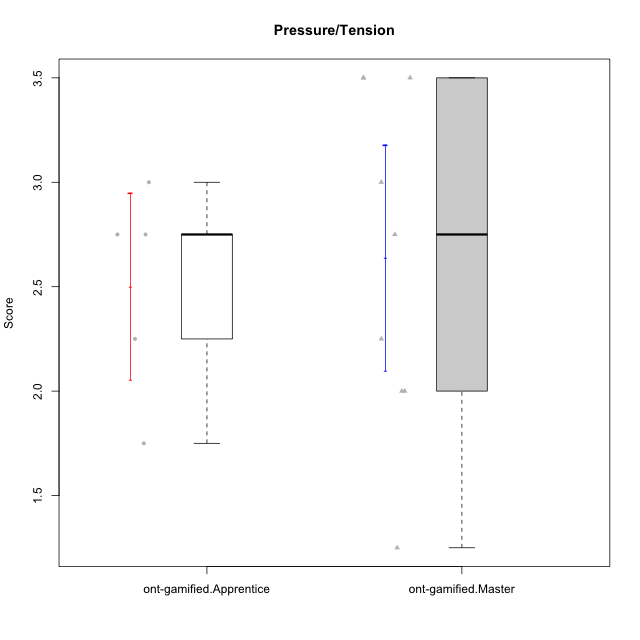 Pressure/Tension
Score
3.5
3.0
2.5
2.0
1.5
ont-gamified.Apprentice
ont-gamified.Master